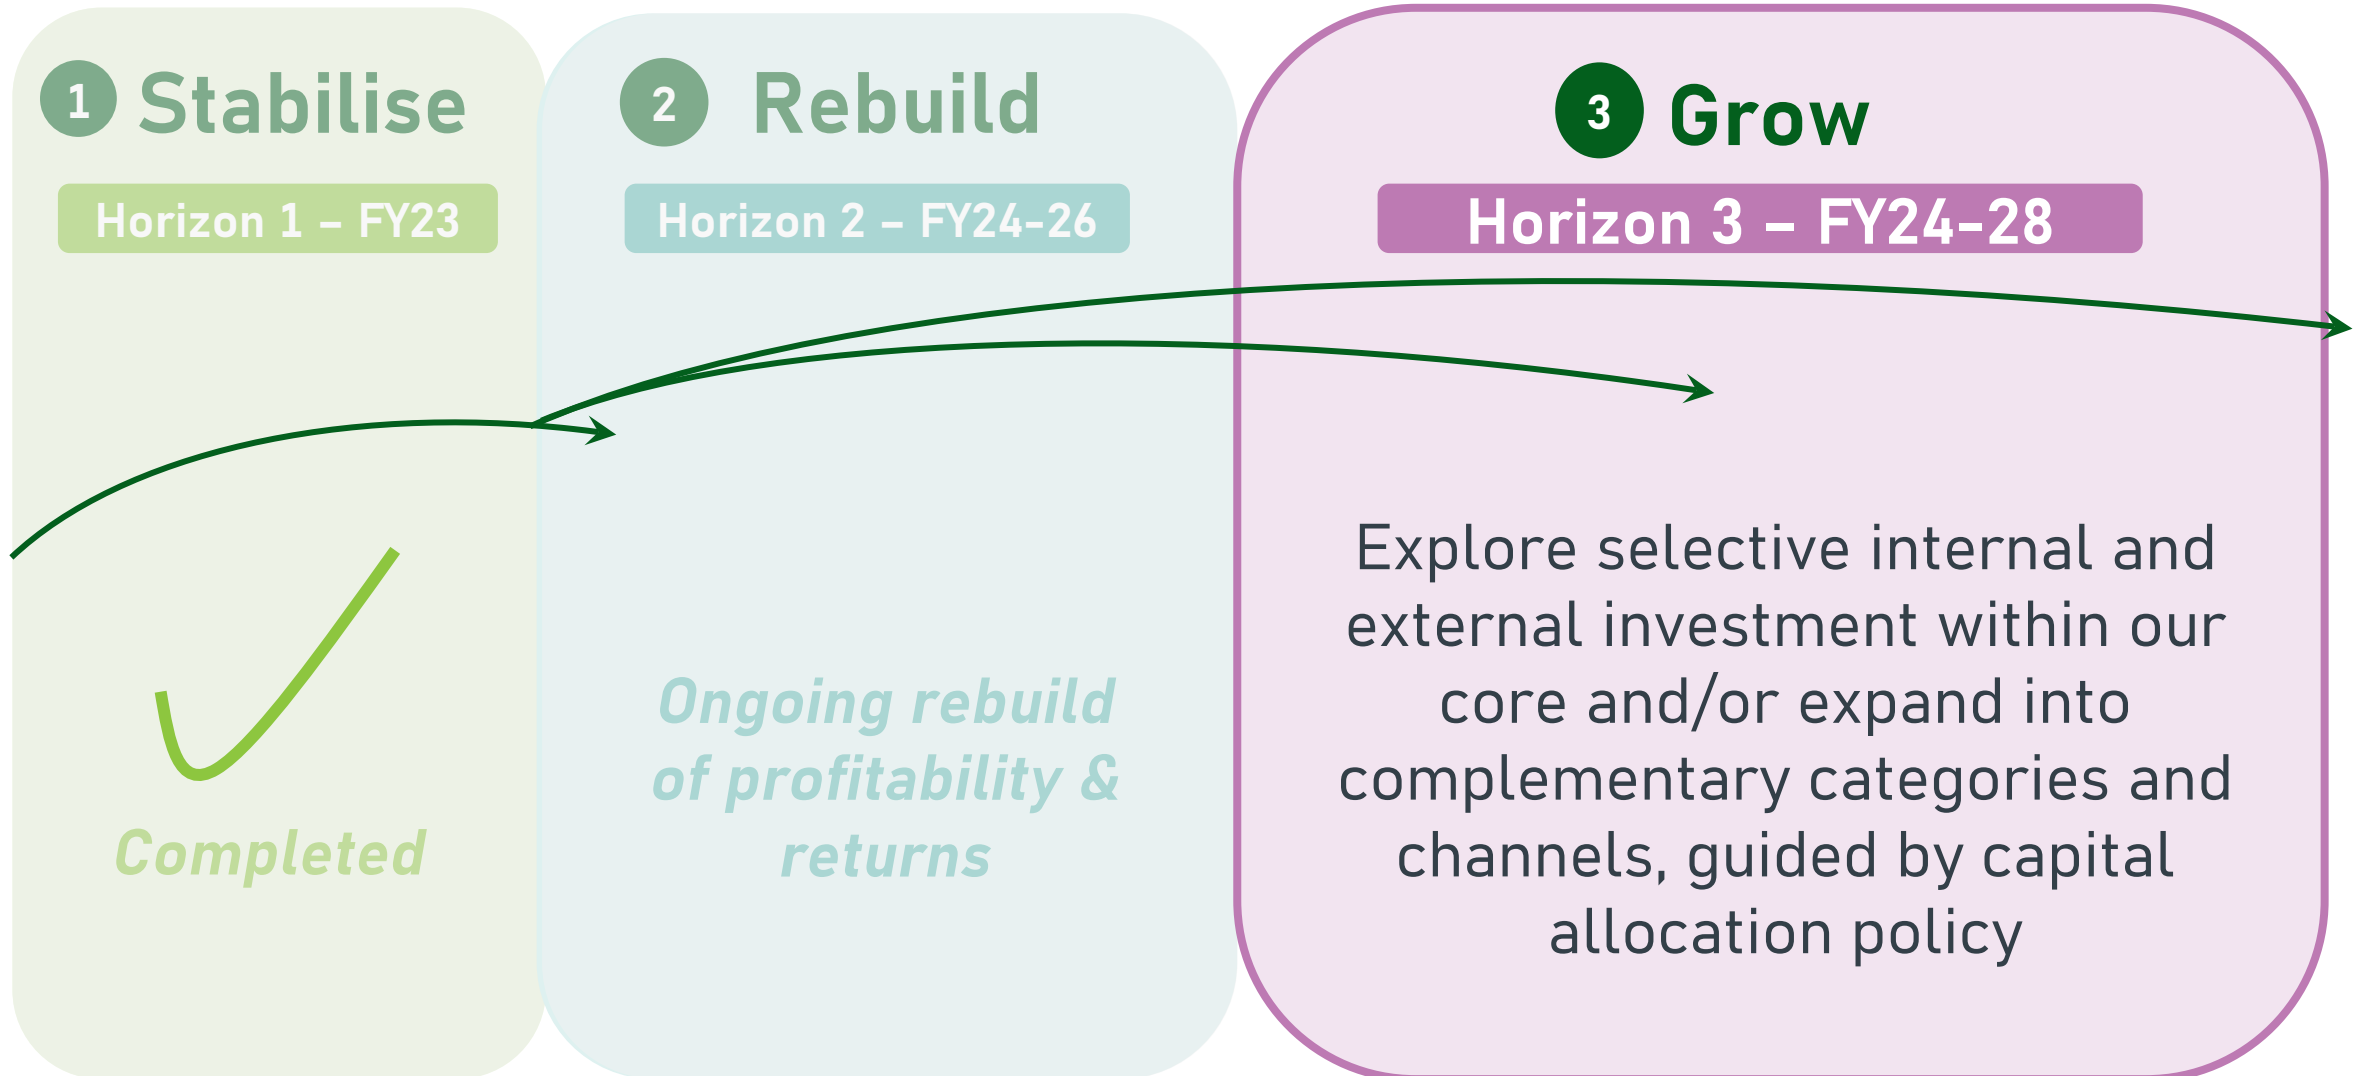 1 Stabilise
Horizon 1 – FY23
Completed
2 Rebuild
Horizon 2 – FY24-26
Ongoing rebuild
of profitability &
returns
3 Grow
Horizon 3 – FY24-28
Explore selective internal and
external investment within our
core and/or expand into
complementary categories and
channels, guided by capital
allocation policy